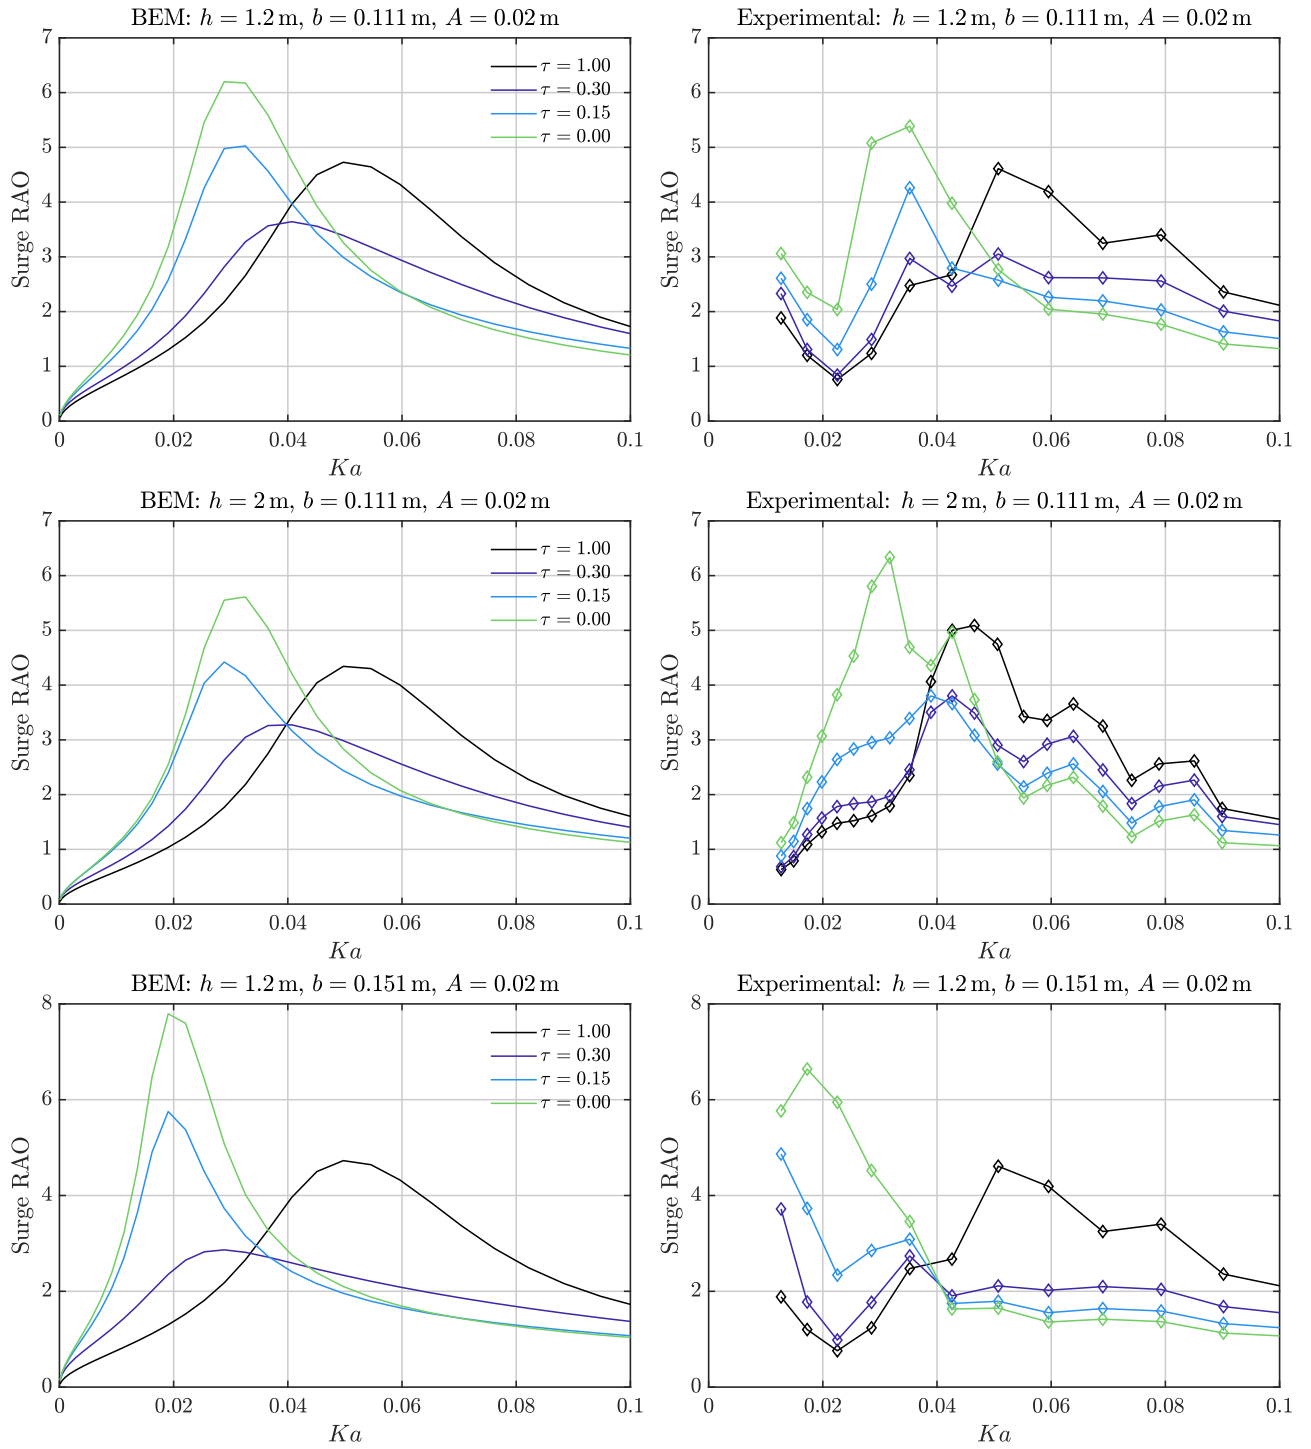 BEM: h = 1.2 m, b = 0.111 m, A = 0.02 m
7
6
5
4
3
2
1
0
Surge RAO
τ = 1.00
τ = 0.30
τ = 0.15
τ = 0.00
0 0.02 0.04 0.06 0.08 0.1
Ka
Experimental: h = 1.2 m, b = 0.111 m, A = 0.02 m
7
6
5
4
3
2
1
0
Surge RAO
0 0.02 0.04 0.06 0.08 0.1
Ka
BEM: h = 2 m, b = 0.111 m, A = 0.02 m
7
6
5
4
3
2
1
0
Surge RAO
τ = 1.00
τ = 0.30
τ = 0.15
τ = 0.00
0 0.02 0.04 0.06 0.08 0.1
Ka
Experimental: h = 2 m, b = 0.111 m, A = 0.02 m
7
6
5
4
3
2
1
0
Surge RAO
0 0.02 0.04 0.06 0.08 0.1
Ka
BEM: h = 1.2 m, b = 0.151 m, A = 0.02 m
8
6
4
2
0
Surge RAO
τ = 1.00
τ = 0.30
τ = 0.15
τ = 0.00
0 0.02 0.04 0.06 0.08 0.1
Ka
Experimental: h = 1.2 m, b = 0.151 m, A = 0.02 m
8
6
4
2
0
Surge RAO
0 0.02 0.04 0.06 0.08 0.1
Ka